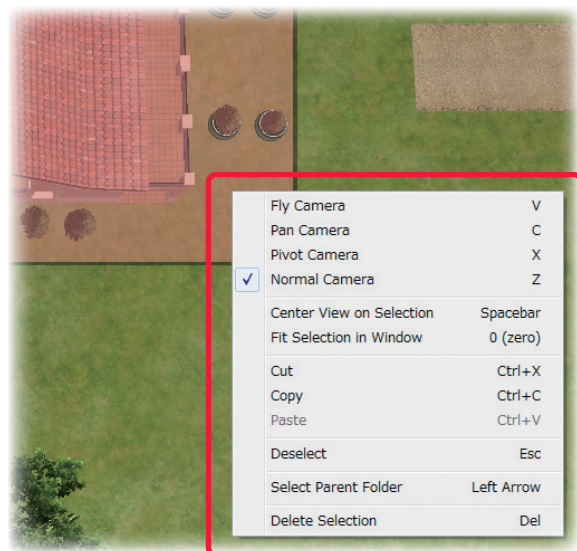 Fly Camera V
Pan Camera C
Pivot Camera X
Normal Camera Z
Center View on Selection Spacebar
Fit Selection in Window 0 (zero)
Cut Ctrl+X
Copy Ctrl+C
Paste Ctrl+V
Deselect Esc
Select Parent Folder Left Arrow
Delete Selection Del